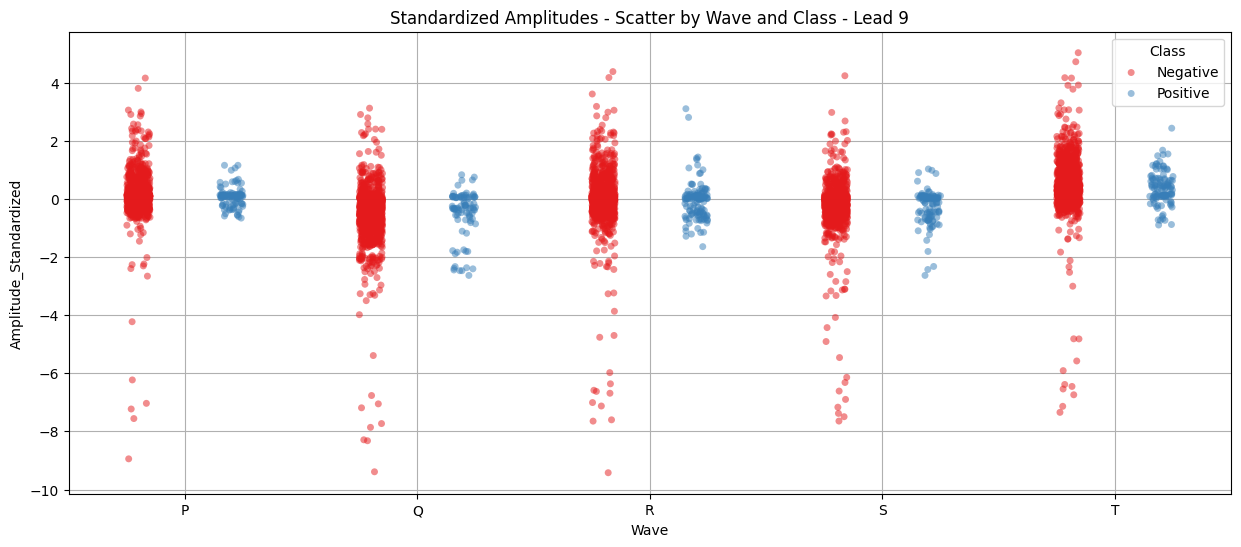 Standardized Amplitudes - Scatter by Wave and Class - Lead 9
Class
Negative
Positive
Amplitude_Standardized
4
2
0
−2
−4
−6
−8
−10
P Q R S T
Wave